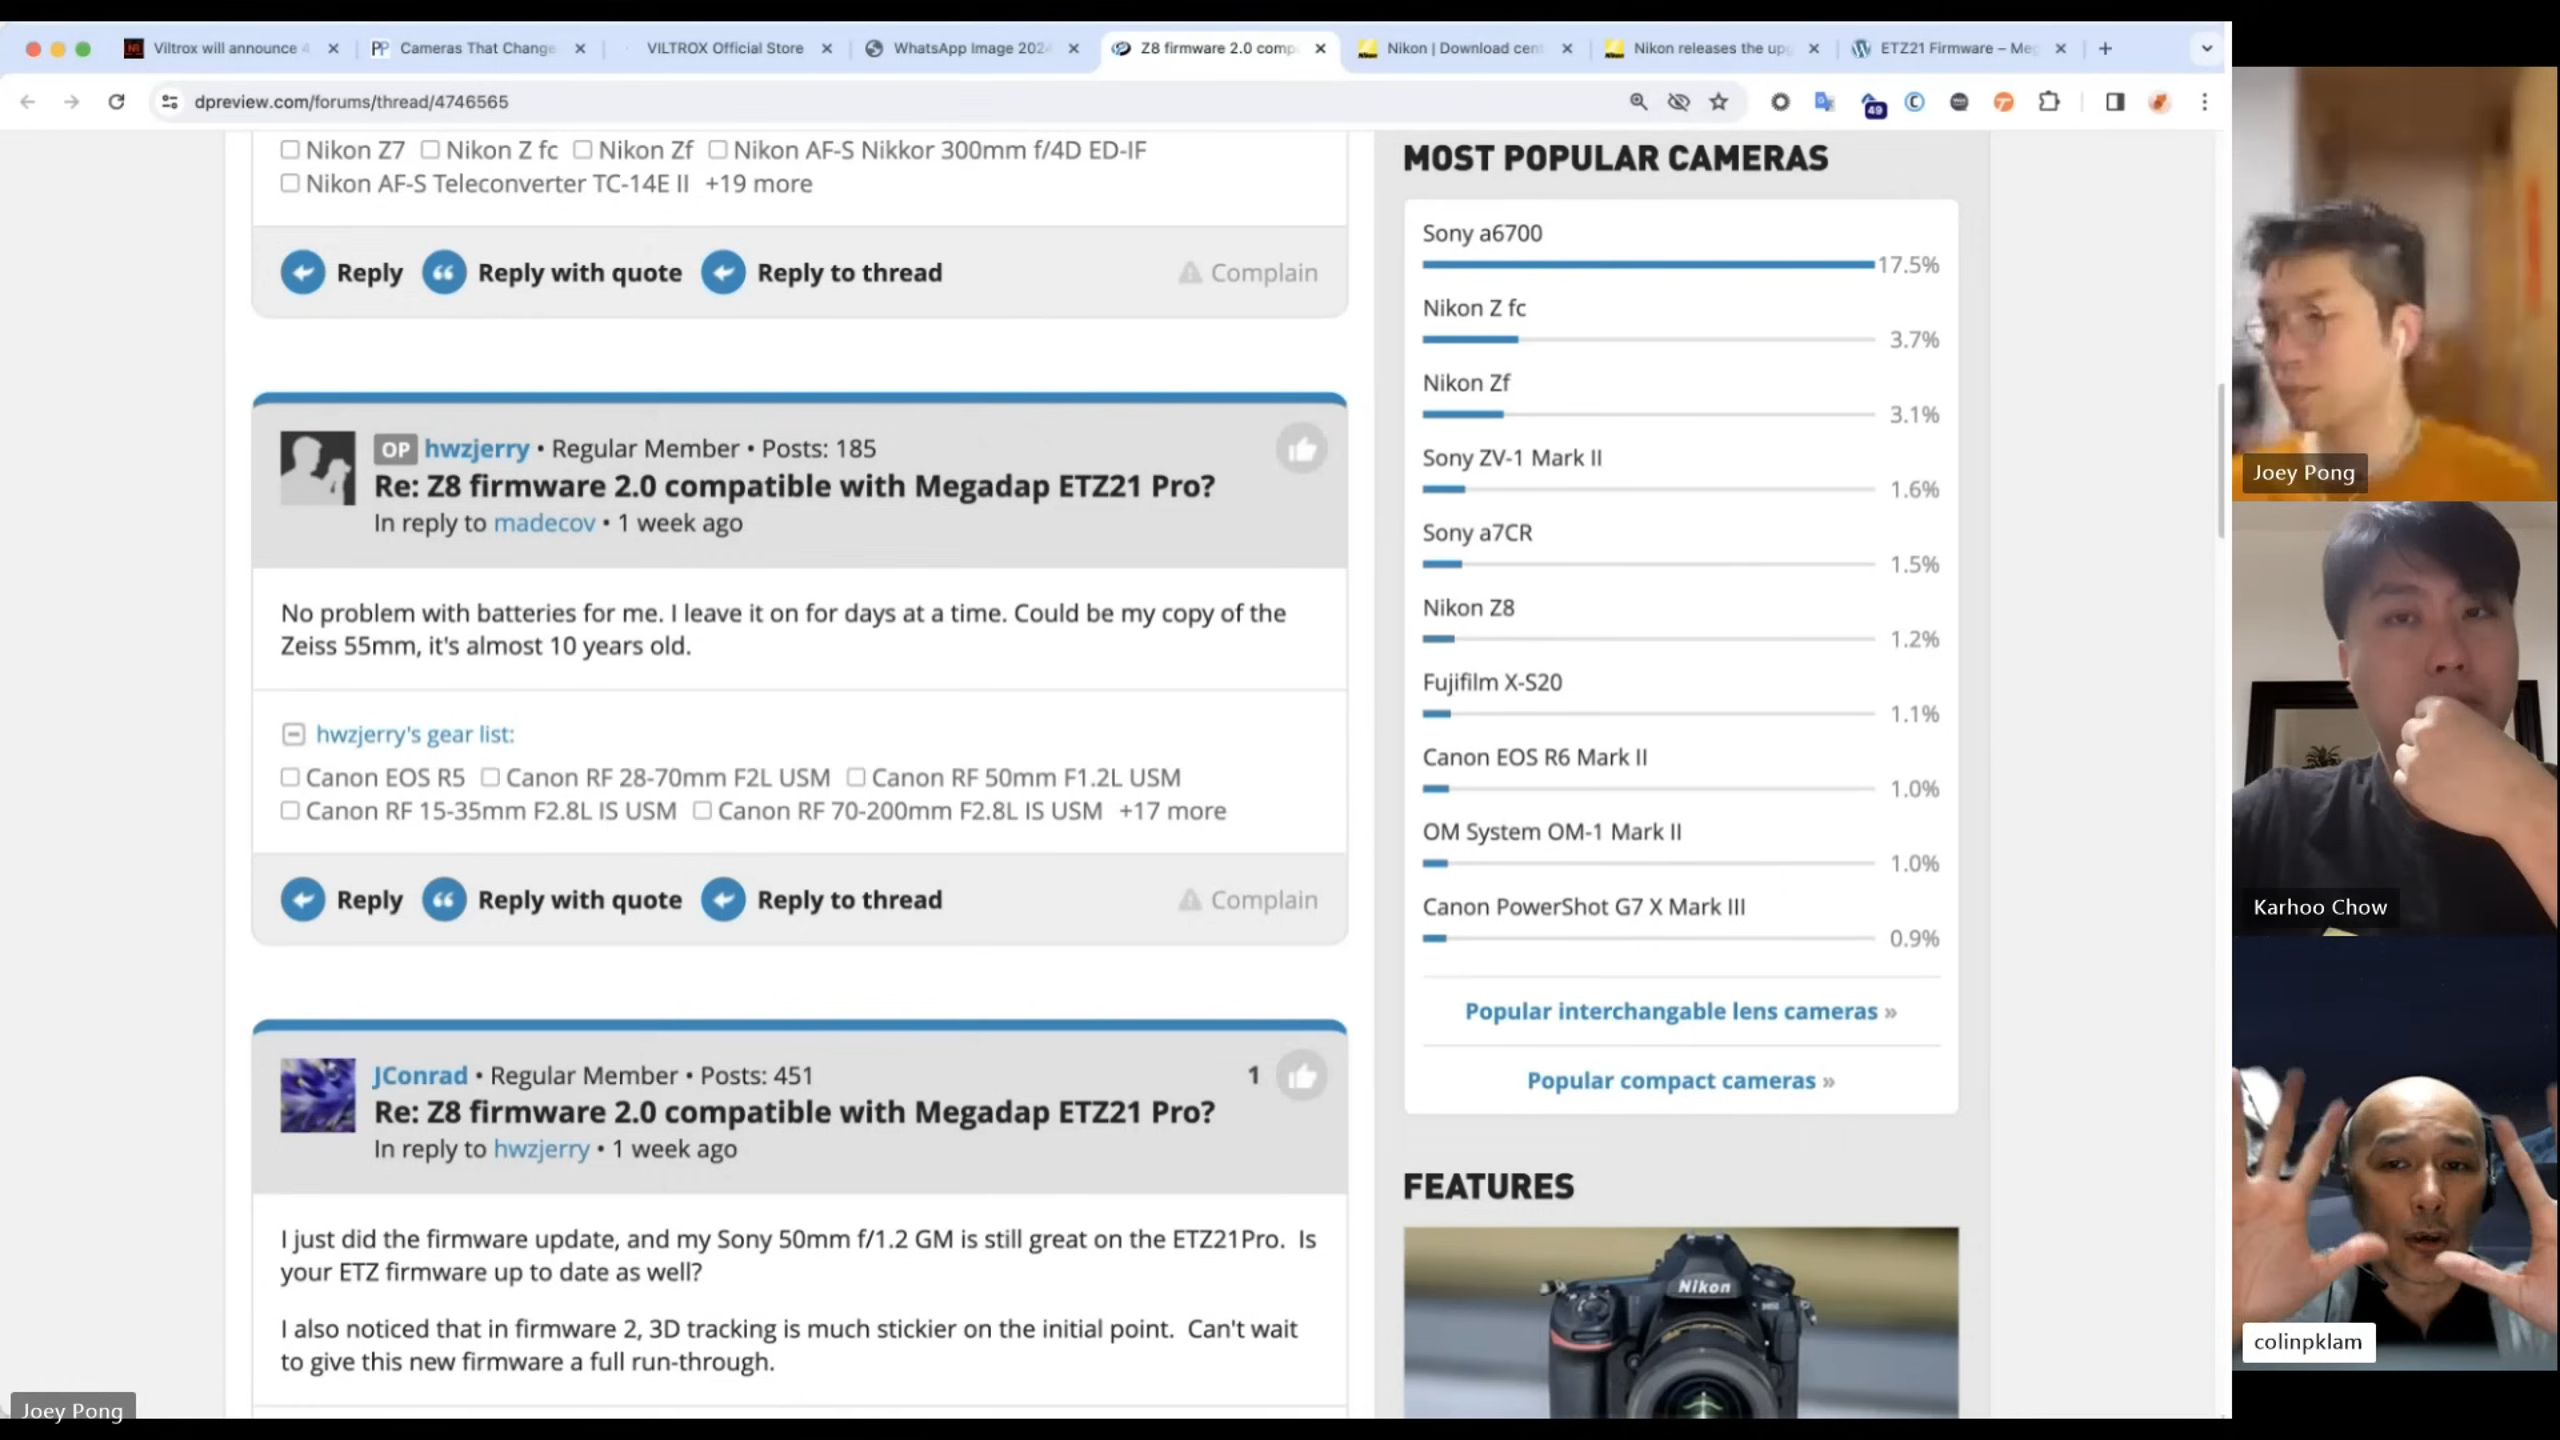 Viltrox will announce 4
Cameras That Change
VILTROX Official Store
WhatsApp Image 2024
Z8 firmware 2.0 comp
Nikon | Download cent
Nikon releases the upg
ETZ21 Firmware – Meg
dpreview.com/forums/thread/4746565
49
Nikon Z7 Nikon Z fc Nikon Zf Nikon AF-S Nikkor 300mm f/4D ED-IF
Nikon AF-S Teleconverter TC-14E II +19 more
Reply Reply with quote Reply to thread Complain
OP hwzjerry • Regular Member • Posts: 185
Re: Z8 firmware 2.0 compatible with Megadap ETZ21 Pro?
In reply to madecov • 1 week ago
No problem with batteries for me. I leave it on for days at a time. Could be my copy of the
Zeiss 55mm, it's almost 10 years old.
hwzjerry's gear list:
Canon EOS R5 Canon RF 28-70mm F2L USM Canon RF 50mm F1.2L USM
Canon RF 15-35mm F2.8L IS USM Canon RF 70-200mm F2.8L IS USM +17 more
Reply Reply with quote Reply to thread Complain
JConrad • Regular Member • Posts: 451 1
Re: Z8 firmware 2.0 compatible with Megadap ETZ21 Pro?
In reply to hwzjerry • 1 week ago
I just did the firmware update, and my Sony 50mm f/1.2 GM is still great on the ETZ21Pro. Is
your ETZ firmware up to date as well?
I also noticed that in firmware 2, 3D tracking is much stickier on the initial point. Can't wait
to give this new firmware a full run-through.
MOST POPULAR CAMERAS
Sony a6700
17.5%
Nikon Z fc
3.7%
Nikon Zf
3.1%
Sony ZV-1 Mark II
1.6%
Sony a7CR
1.5%
Nikon Z8
1.2%
Fujifilm X-S20
1.1%
Canon EOS R6 Mark II
1.0%
OM System OM-1 Mark II
1.0%
Canon PowerShot G7 X Mark III
0.9%
Popular interchangable lens cameras »
Popular compact cameras »
FEATURES
Nikon
Joey Pong
Karhoo Chow
colinpklam
Joey Pong